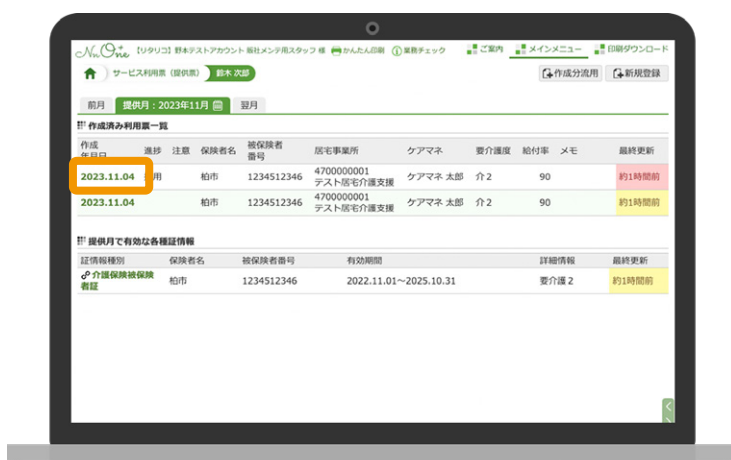 Nn One 【リタリコ】野本テストアカウント 販社メンテ用スタッフ 様 かんたん印刷 業務チェック ご案内 メインメニュー 印刷ダウンロード
サービス利用票（提供票） 鈴木 次郎 作成分流用 新規登録
前月 提供月：2023年11月 翌月
作成済み利用票一覧
作成
年月日 進捗 注意 保険者名 被保険者
番号 居宅事業所 ケアマネ 要介護度 給付率 メモ 最終更新
2023.11.04 用 柏市 1234512346 4700000001
テスト居宅介護支援 ケアマネ 太郎 介２ 90 約1時間前
2023.11.04 柏市 1234512346 4700000001
テスト居宅介護支援 ケアマネ 太郎 介２ 90 約1時間前
提供月で有効な各種証情報
証情報種別 保険者名 被保険者番号 有効期間 詳細情報 最終更新
介護保険被保険
者証 柏市 1234512346 2022.11.01～2025.10.31 要介護２ 約1時間前